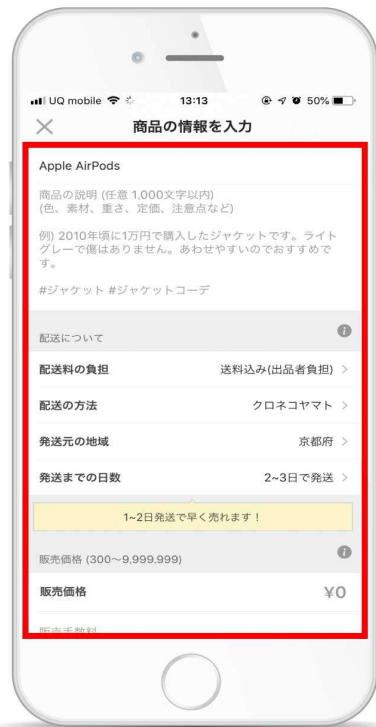 UQ mobile 13:13 50%
商品の情報を入力
Apple AirPods
商品の説明 (任意 1,000文字以内)
(色、素材、重さ、定価、注意点など)
例) 2010年頃に1万円で購入したジャケットです。ライト
グレーで傷はありません。あわせやすいのでおすすめで
す。
#ジャケット #ジャケットコーデ
配送について
配送料の負担 送料込み(出品者負担)
配送の方法 クロネコヤマト
発送元の地域 京都府
発送までの日数 2~3日で発送
1~2日発送で早く売れます！
販売価格 (300〜9,999,999)
販売価格 ¥0
販売手数料